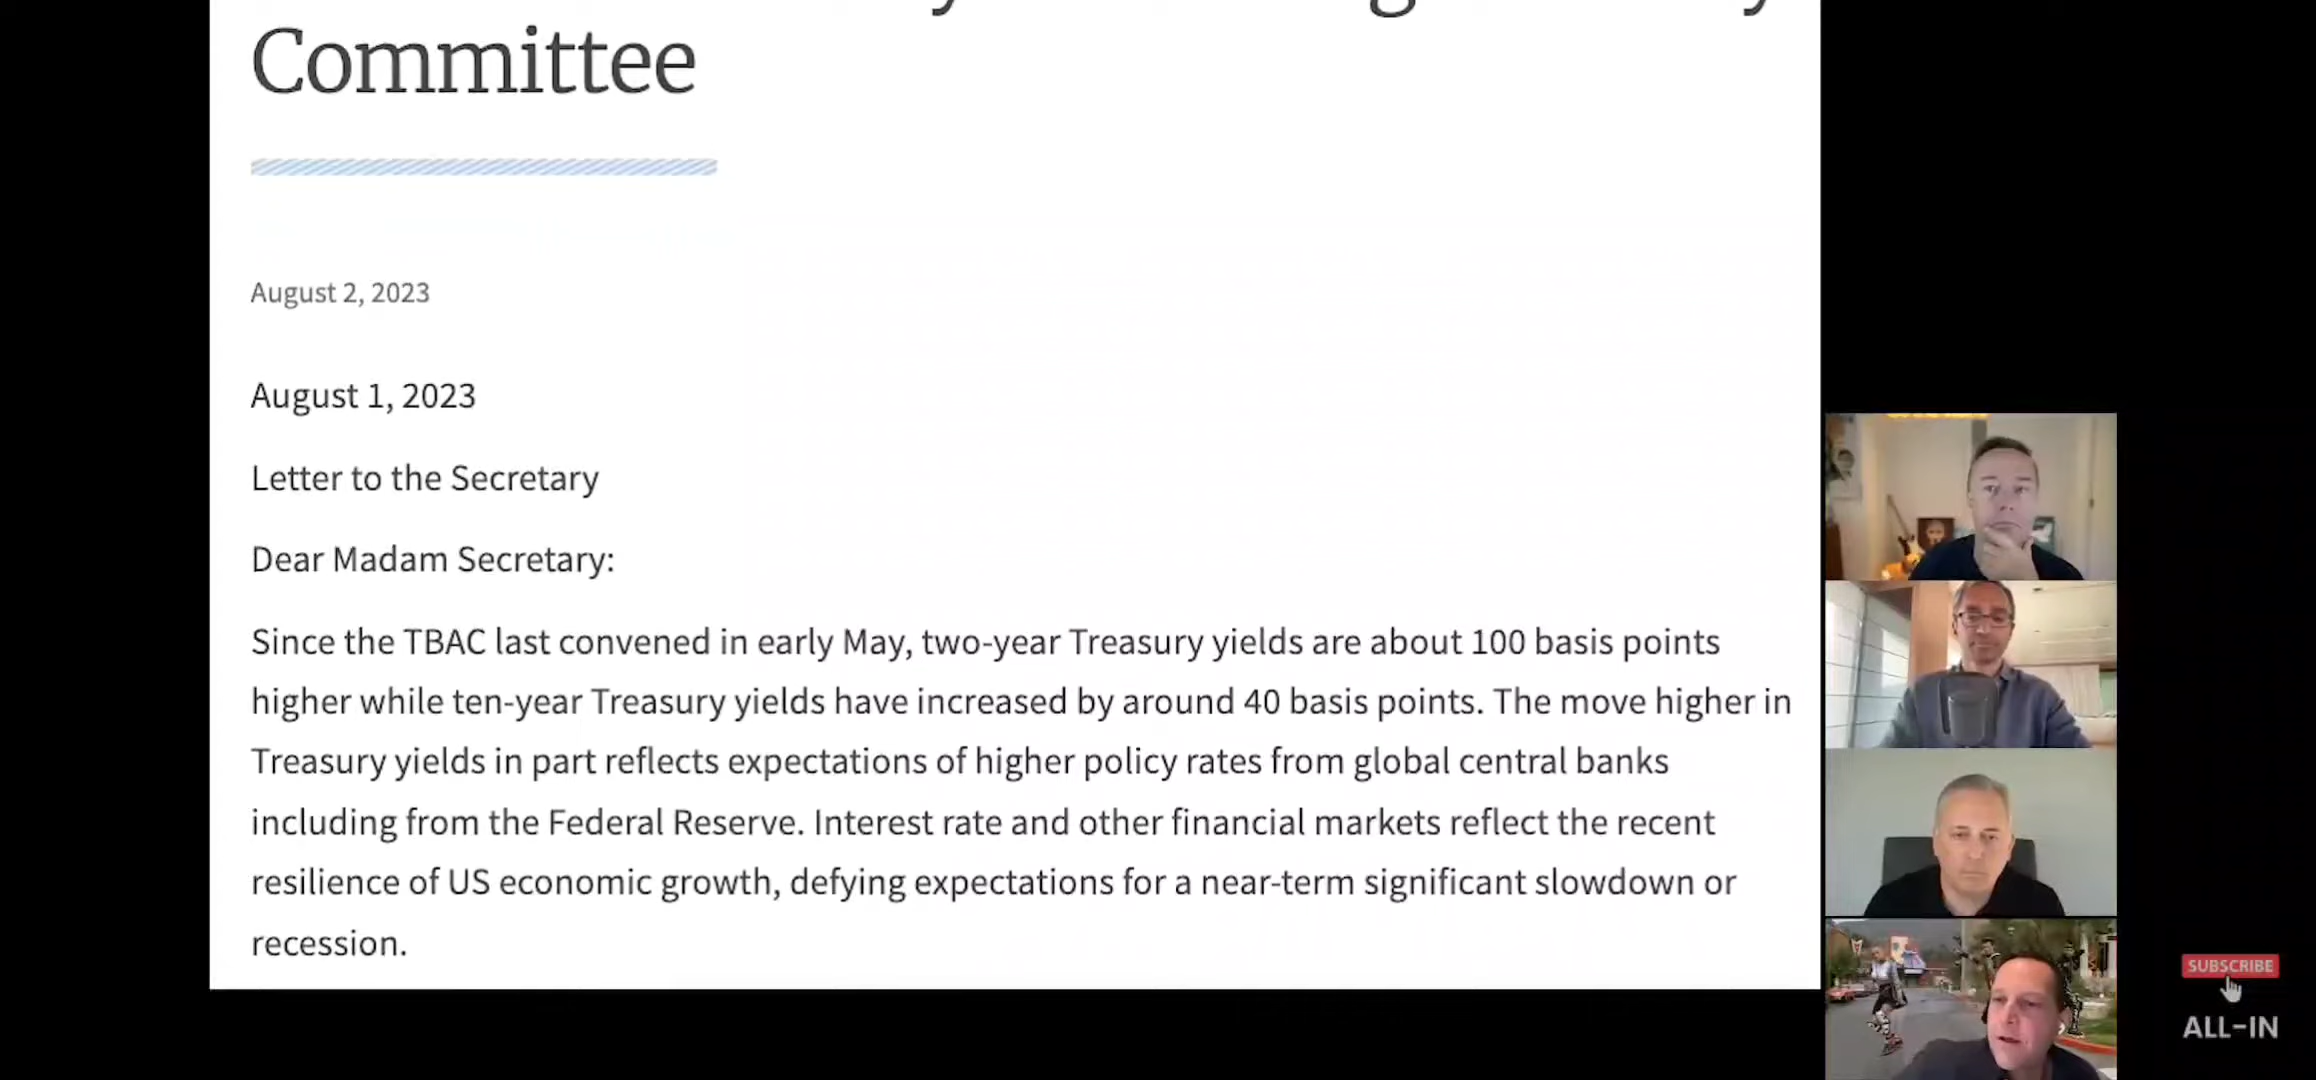 Committee
August 2, 2023
August 1, 2023
Letter to the Secretary
Dear Madam Secretary:
Since the TBAC last convened in early May, two-year Treasury yields are about 100 basis points
higher while ten-year Treasury yields have increased by around 40 basis points. The move higher in
Treasury yields in part reflects expectations of higher policy rates from global central banks
including from the Federal Reserve. Interest rate and other financial markets reflect the recent
resilience of US economic growth, defying expectations for a near-term significant slowdown or
recession.
SUBSCRIBE
ALL-IN